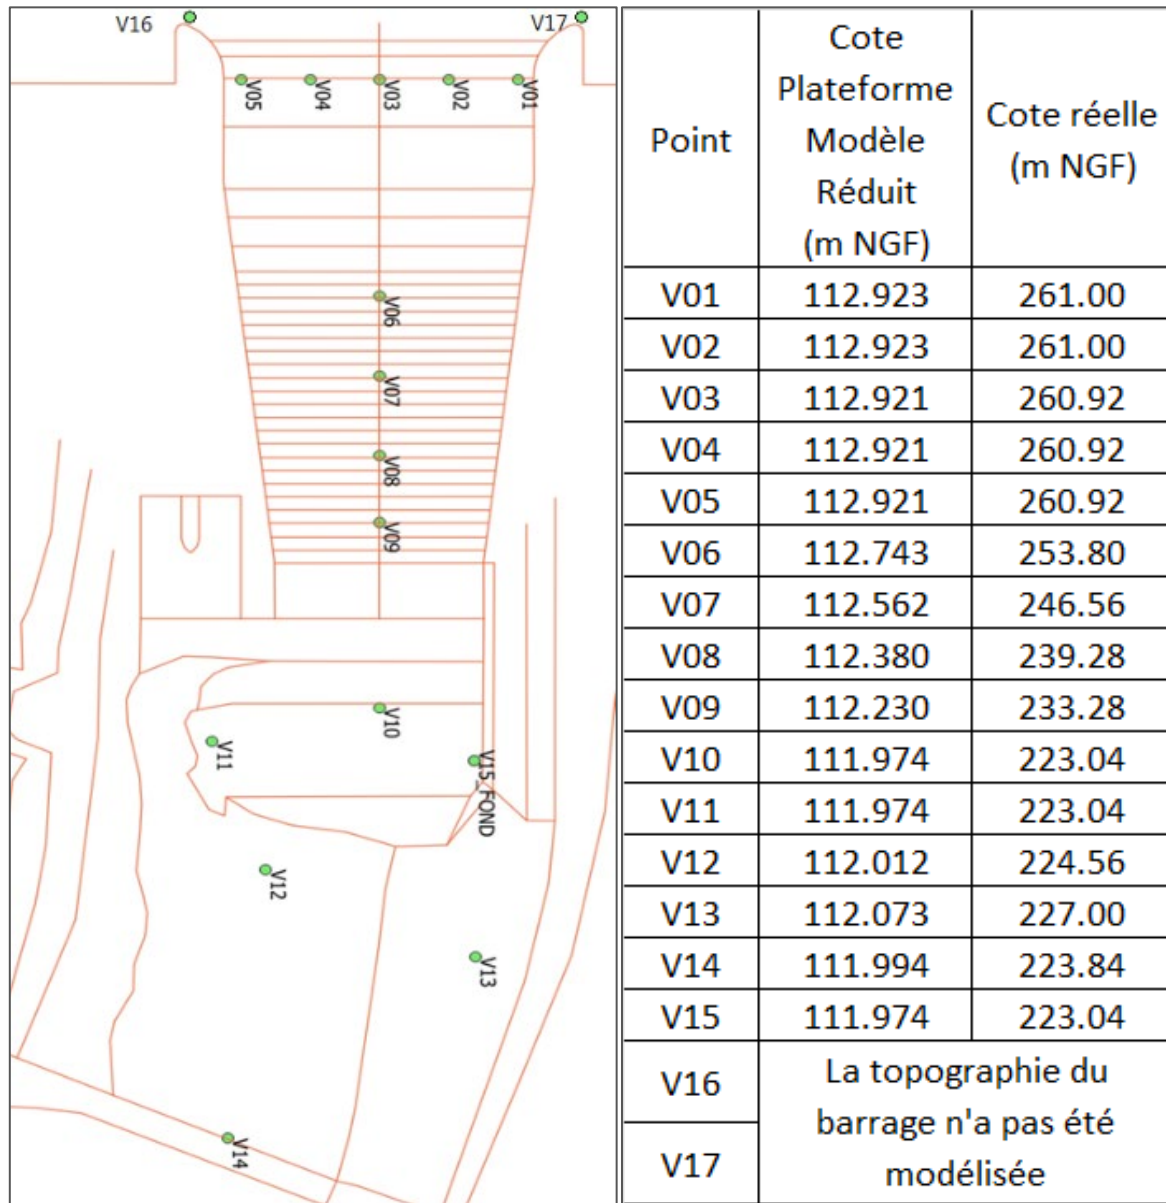 V16
V17
V05
V04
V03
V02
V01
V06
V07
V08
V09
V10
V11
V15_FOND
V12
V13
V14
Point
Cote
Plateforme
Modèle
Réduit
(m NGF)
Cote réelle
(m NGF)
V01 112.923 261.00
V02 112.923 261.00
V03 112.921 260.92
V04 112.921 260.92
V05 112.921 260.92
V06 112.743 253.80
V07 112.562 246.56
V08 112.380 239.28
V09 112.230 233.28
V10 111.974 223.04
V11 111.974 223.04
V12 112.012 224.56
V13 112.073 227.00
V14 111.994 223.84
V15 111.974 223.04
V16
V17
La topographie du
barrage n'a pas été
modélisée